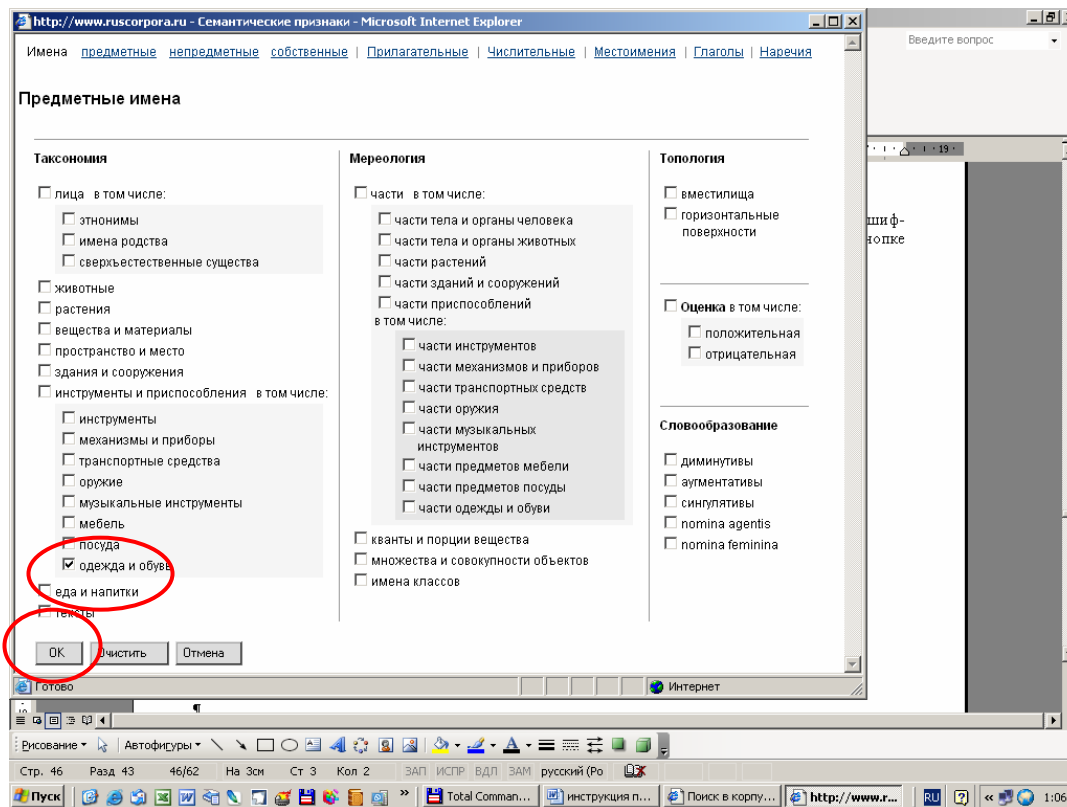 http://www.ruscorpora.ru - Семантические признаки - Microsoft Internet Explorer
Введите вопрос
Имена предметные непредметные собственные | Прилагательные | Числительные | Местоимения | Глаголы | Наречия
Предметные имена
Таксономия
лица в том числе:
этнонимы
имена родства
сверхъестественные существа
животные
растения
вещества и материалы
пространство и место
здания и сооружения
инструменты и приспособления в том числе:
инструменты
механизмы и приборы
транспортные средства
оружие
музыкальные инструменты
мебель
посуда
одежда и обувь
еда и напитки
тексты
Мереология
части в том числе:
части тела и органы человека
части тела и органы животных
части растений
части зданий и сооружений
части приспособлений
в том числе:
части инструментов
части механизмов и приборов
части транспортных средств
части оружия
части музыкальных
инструментов
части предметов мебели
части предметов посуды
части одежды и обуви
кванты и порции вещества
множества и совокупности объектов
имена классов
Топология
вместилища
горизонтальные
поверхности
Оценка в том числе:
положительная
отрицательная
Словообразование
диминутивы
аугментативы
сингулятивы
nomina agentis
nomina feminina
19
шиф-
нопке
OK Очистить Отмена
Готово Интернет
¶
Рисование Автофигуры
Стр. 46 Разд 43 46/62 На 3см Ст 3 Кол 2 ЗАП ИСПР ВДЛ ЗАМ русский (Ро
Пуск » Total Comman... инструкция п... Поиск в корпу... http://www.r... RU « 1:06